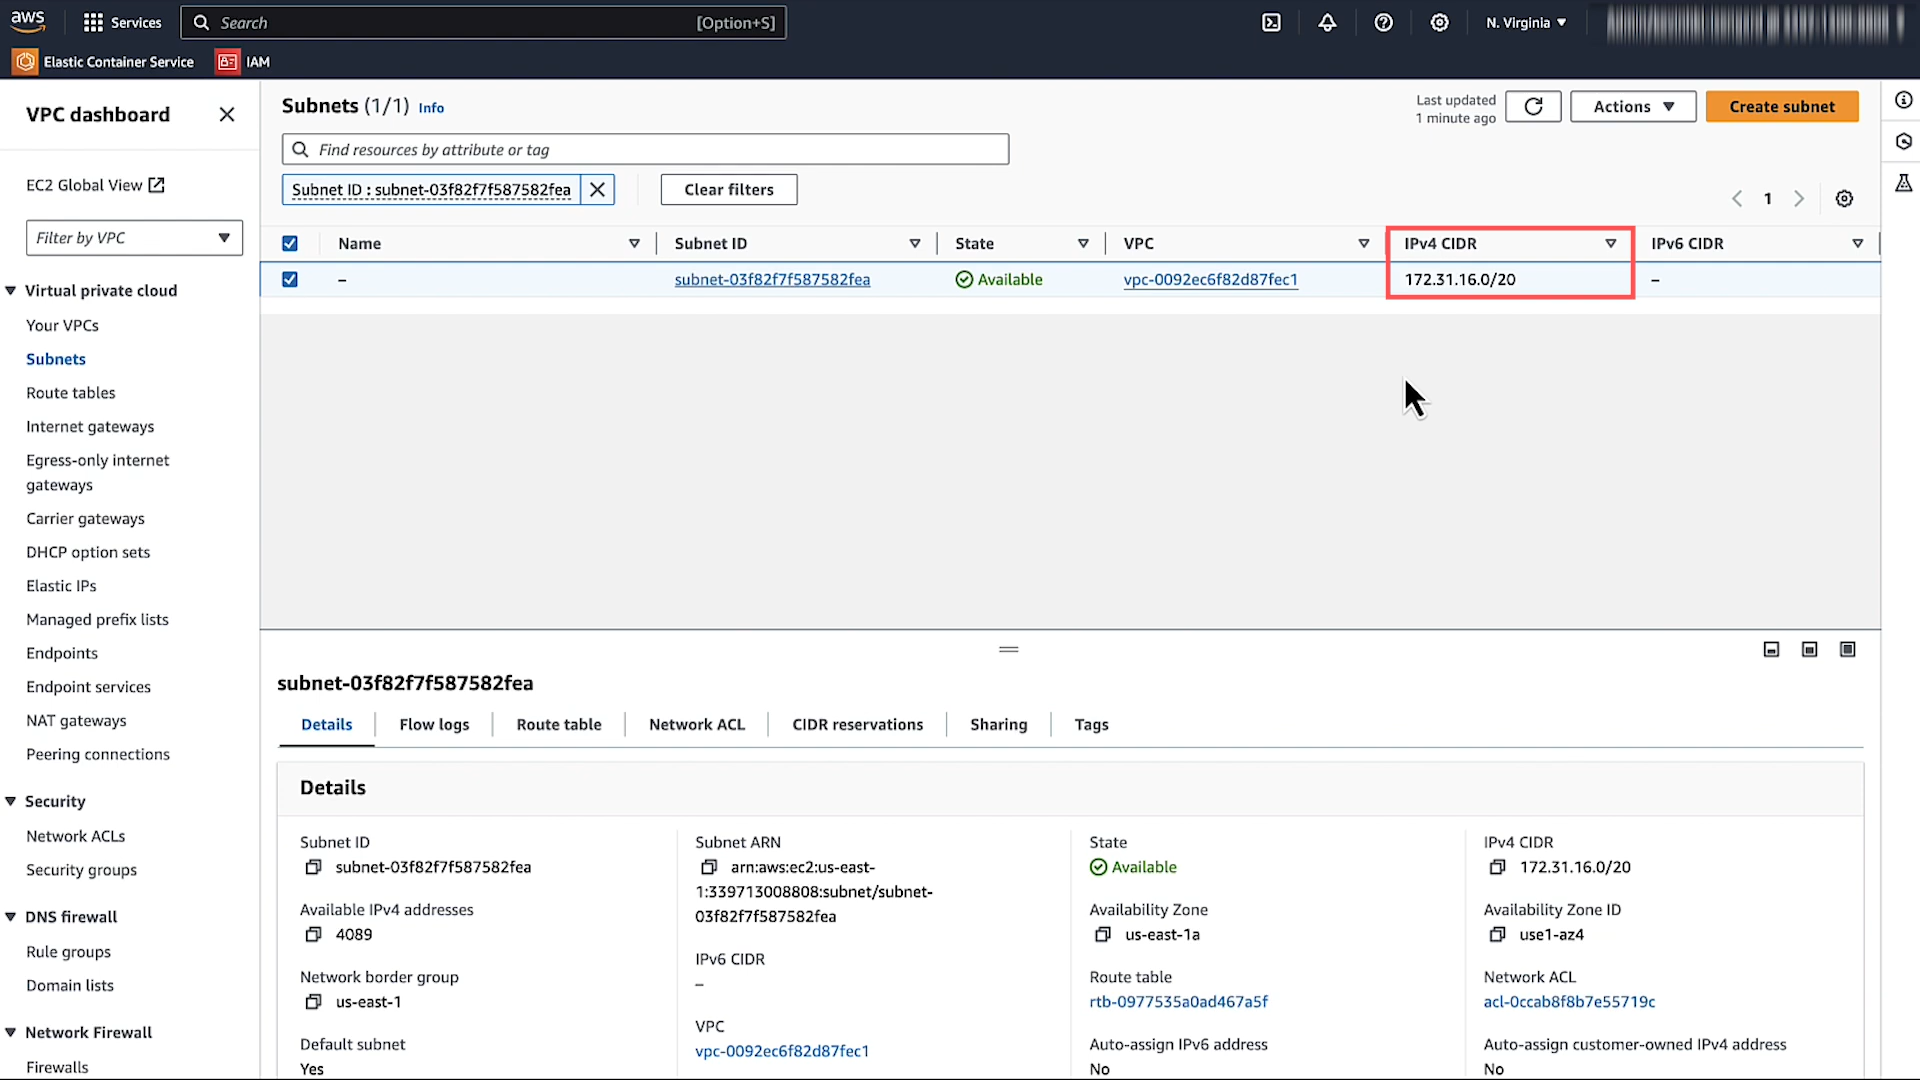 aws
Services
Search
[Option+S]
N. Virginia
Elastic Container Service
IAM
VPC dashboard
EC2 Global View
Filter by VPC
Virtual private cloud
Your VPCs
Subnets
Route tables
Internet gateways
Egress-only internet
gateways
Carrier gateways
DHCP option sets
Elastic IPs
Managed prefix lists
Endpoints
Endpoint services
NAT gateways
Peering connections
Security
Network ACLs
Security groups
DNS firewall
Rule groups
Domain lists
Network Firewall
Firewalls
Subnets (1/1) Info
Last updated
1 minute ago
Actions
Create subnet
Find resources by attribute or tag
Subnet ID : subnet-03f82f7f587582fea
Clear filters
1
Name Subnet ID State VPC IPv4 CIDR IPv6 CIDR
– subnet-03f82f7f587582fea Available vpc-0092ec6f82d87fec1 172.31.16.0/20 –
subnet-03f82f7f587582fea
Details Flow logs Route table Network ACL CIDR reservations Sharing Tags
Details
Subnet ID
subnet-03f82f7f587582fea
Available IPv4 addresses
4089
Network border group
us-east-1
Default subnet
Yes
Subnet ARN
arn:aws:ec2:us-east-
1:339713008808:subnet/subnet-
03f82f7f587582fea
IPv6 CIDR
–
VPC
vpc-0092ec6f82d87fec1
State
Available
Availability Zone
us-east-1a
Route table
rtb-0977535a0ad467a5f
Auto-assign IPv6 address
No
IPv4 CIDR
172.31.16.0/20
Availability Zone ID
use1-az4
Network ACL
acl-0ccab8f8b7e55719c
Auto-assign customer-owned IPv4 address
No